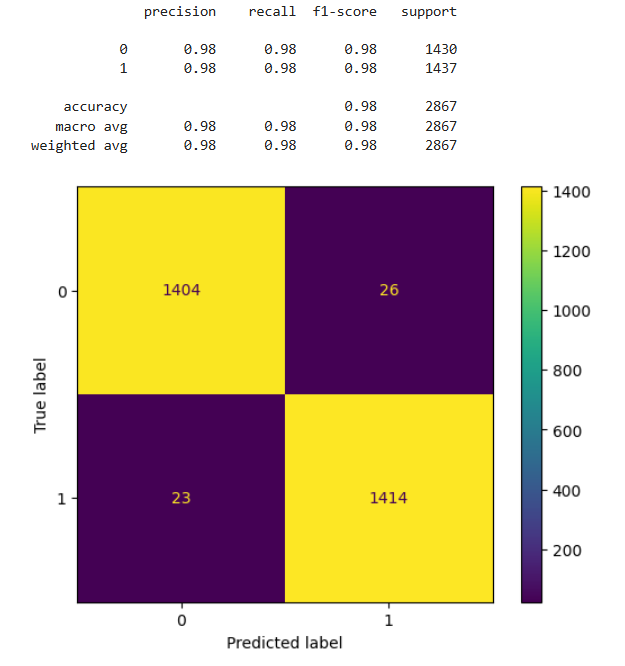 precision recall f1-score support
0 0.98 0.98 0.98 1430
1 0.98 0.98 0.98 1437
accuracy 0.98 2867
macro avg 0.98 0.98 0.98 2867
weighted avg 0.98 0.98 0.98 2867
1400
1200
1000
800
600
400
200
True label
0
1
1404 26
23 1414
0 1
Predicted label